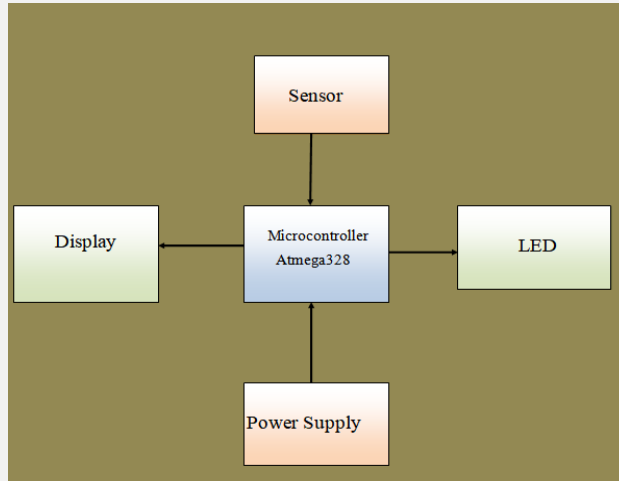 Sensor
Display
Microcontroller
Atmega328
LED
Power Supply